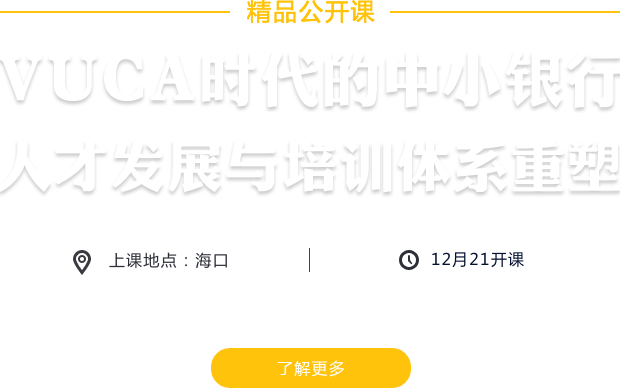 精品公开课
VUCA时代的中小银行
人才发展与培训体系重塑
上课地点：海口
12月21开课
了解更多